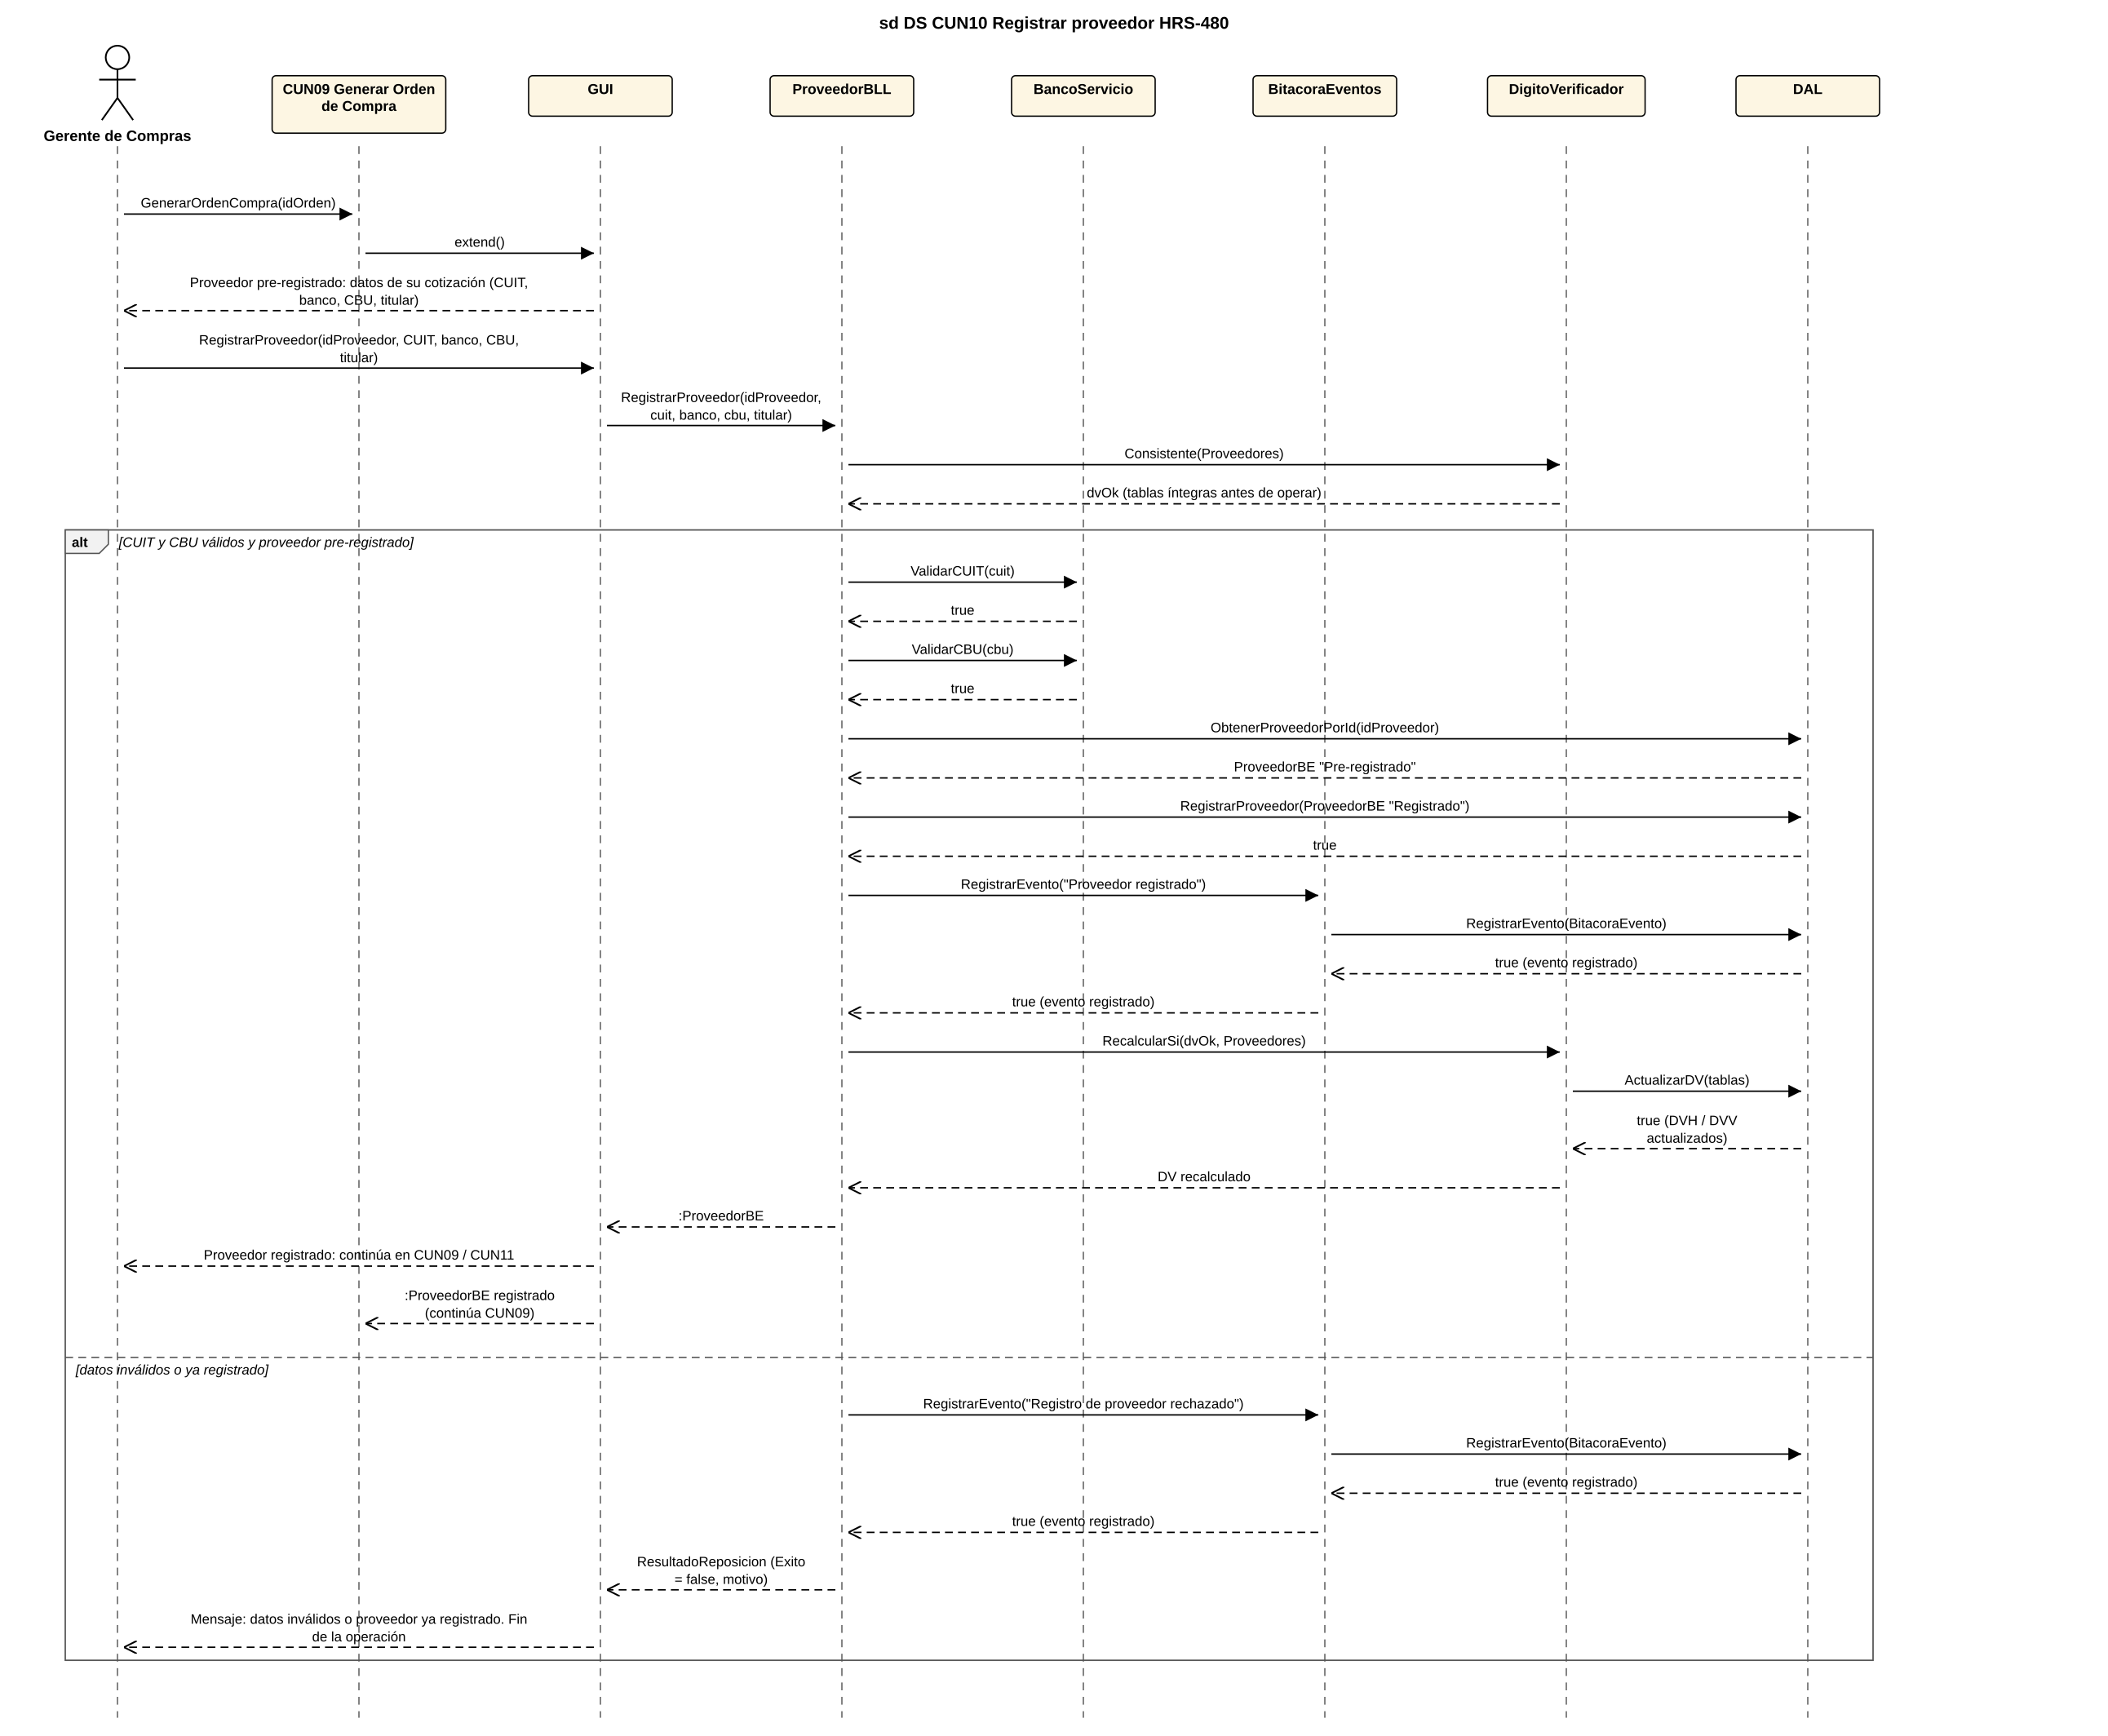 sd DS CUN10 Registrar proveedor HRS-480
Gerente de Compras
CUN09 Generar Orden
de Compra
GUI
ProveedorBLL
BancoServicio
BitacoraEventos
DigitoVerificador
DAL
GenerarOrdenCompra(idOrden)
extend()
Proveedor pre-registrado: datos de su cotización (CUIT,
banco, CBU, titular)
RegistrarProveedor(idProveedor, CUIT, banco, CBU,
titular)
RegistrarProveedor(idProveedor,
cuit, banco, cbu, titular)
Consistente(Proveedores)
dvOk (tablas íntegras antes de operar)
alt
[CUIT y CBU válidos y proveedor pre-registrado]
ValidarCUIT(cuit)
true
ValidarCBU(cbu)
true
ObtenerProveedorPorId(idProveedor)
ProveedorBE "Pre-registrado"
RegistrarProveedor(ProveedorBE "Registrado")
true
RegistrarEvento("Proveedor registrado")
RegistrarEvento(BitacoraEvento)
true (evento registrado)
true (evento registrado)
RecalcularSi(dvOk, Proveedores)
ActualizarDV(tablas)
true (DVH / DVV
actualizados)
DV recalculado
:ProveedorBE
Proveedor registrado: continúa en CUN09 / CUN11
:ProveedorBE registrado
(continúa CUN09)
[datos inválidos o ya registrado]
RegistrarEvento("Registro de proveedor rechazado")
RegistrarEvento(BitacoraEvento)
true (evento registrado)
true (evento registrado)
ResultadoReposicion (Exito
= false, motivo)
Mensaje: datos inválidos o proveedor ya registrado. Fin
de la operación